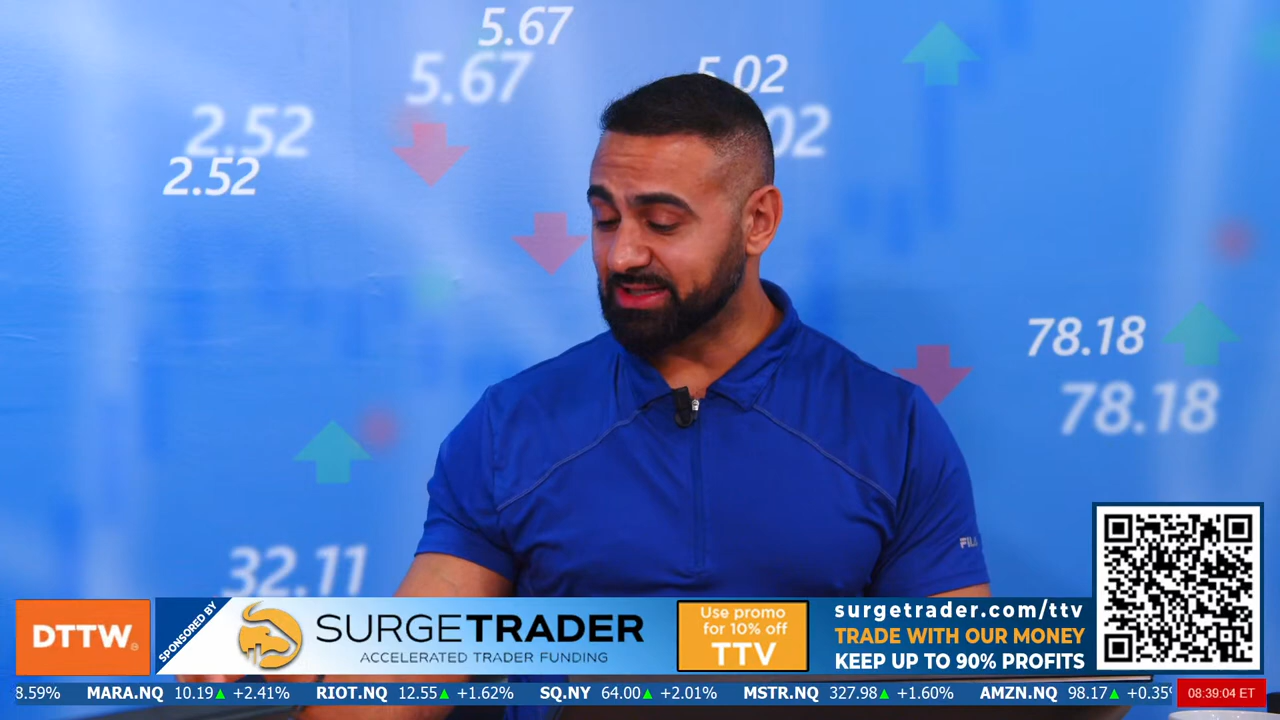 5.67
5.67
5.02
02
2.52
2.52
78.18
78.18
32.11
FILA
DTTW
SPONSORED BY
SURGETRADER
ACCELERATED TRADER FUNDING
Use promo
for 10% off
TTV
surgetrader.com/ttv
TRADE WITH OUR MONEY
KEEP UP TO 90% PROFITS
8.59% MARA.NQ 10.19 +2.41% RIOT.NQ 12.55 +1.62% SQ.NY 64.00 +2.01% MSTR.NQ 327.98 +1.60% AMZN.NQ 98.17 +0.35%
08:39:04 ET